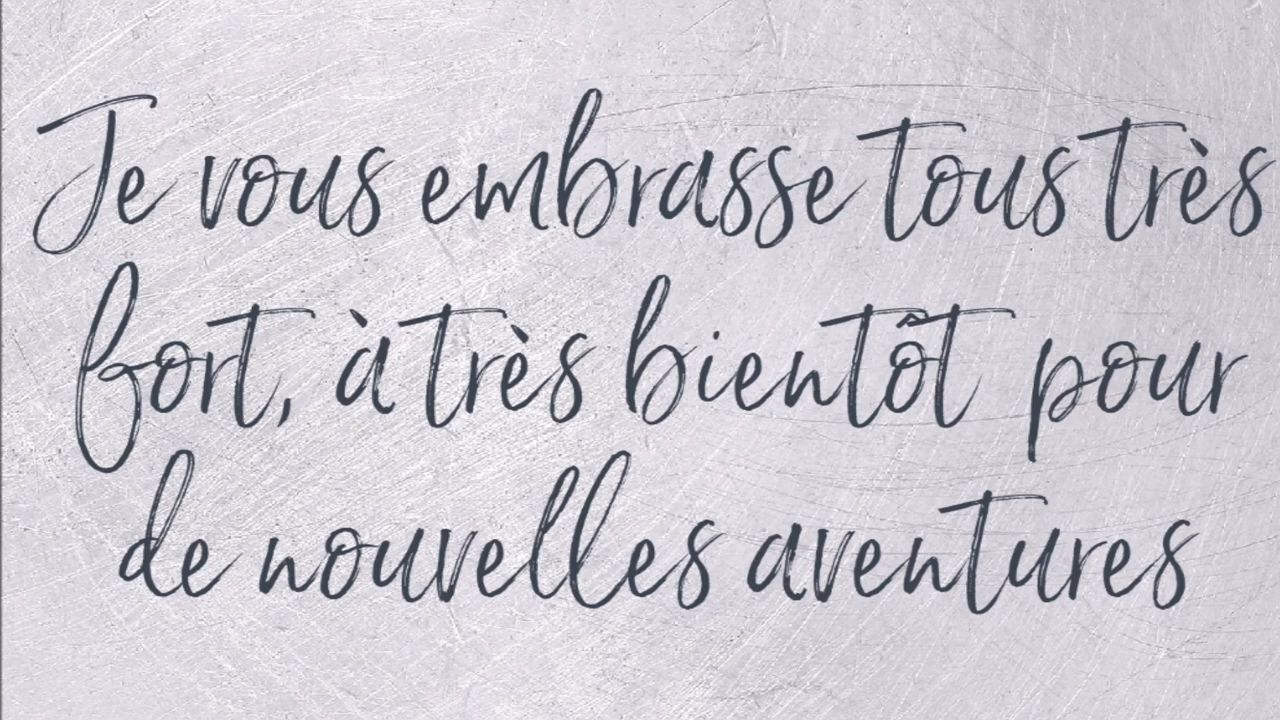 Je vous embrasse tous très
fort, à très bientôt pour
de nouvelles aventures